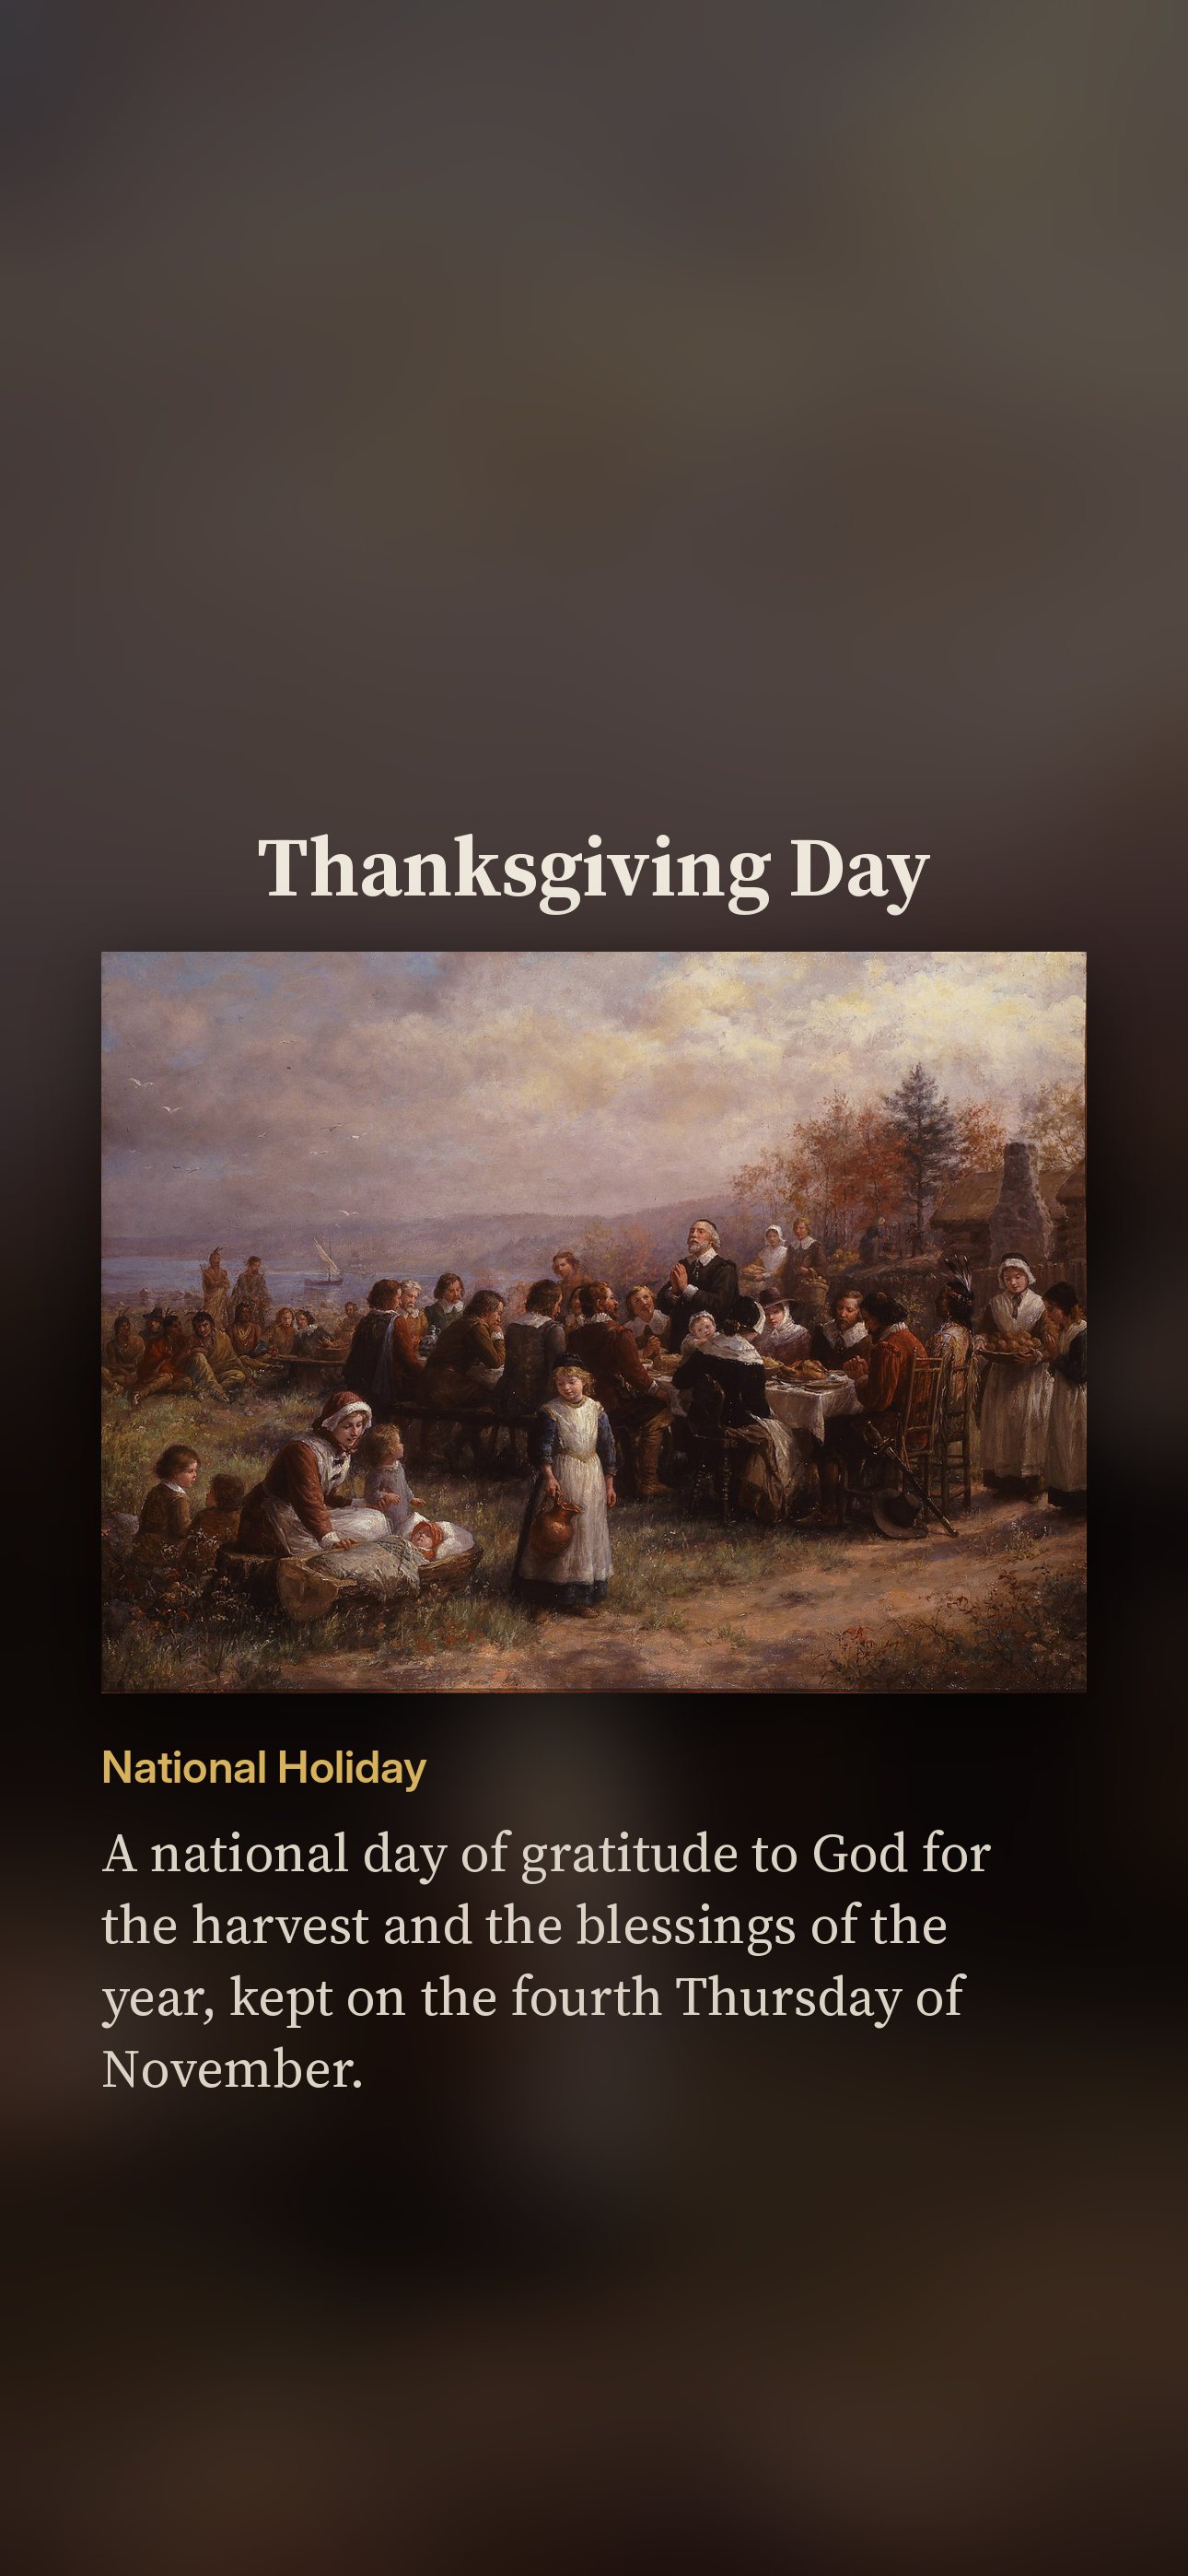 Thanksgiving Day
National Holiday
A national day of gratitude to God for
the harvest and the blessings of the
year, kept on the fourth Thursday of
November.